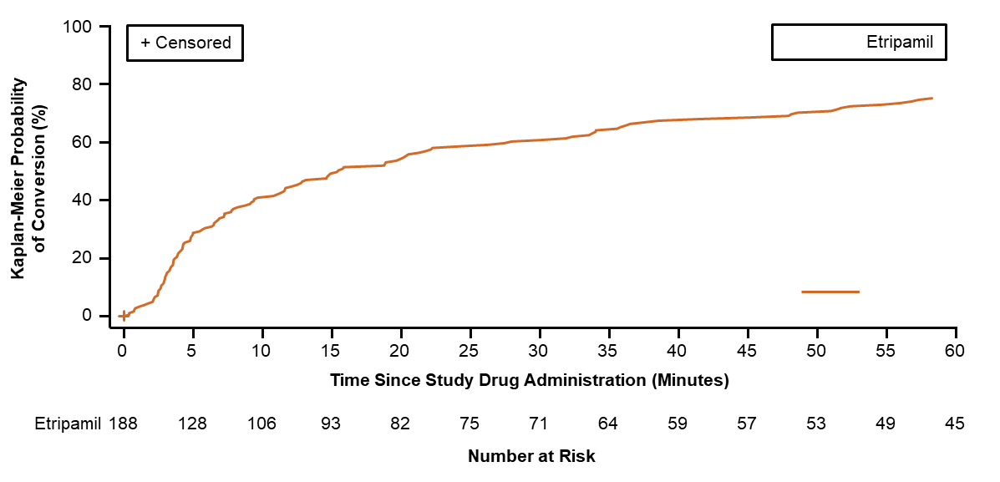 + Censored
Etripamil
Kaplan-Meier Probability
of Conversion (%)
100
80
60
40
20
0
0 5 10 15 20 25 30 35 40 45 50 55 60
Time Since Study Drug Administration (Minutes)
Etripamil 188 128 106 93 82 75 71 64 59 57 53 49 45
Number at Risk